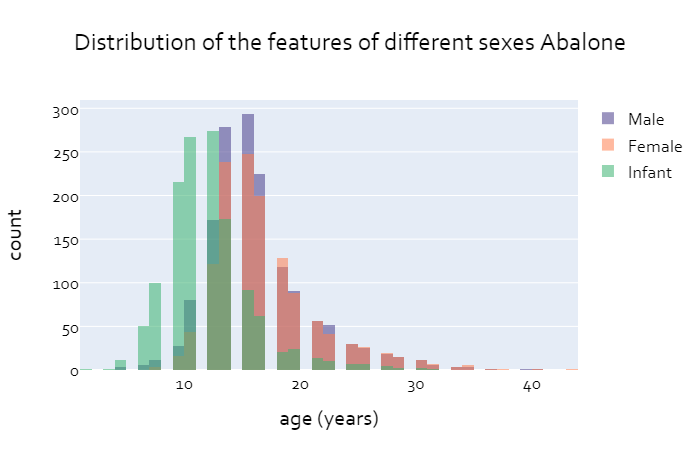 Distribution of the features of different sexes Abalone
300
250
200
150
100
50
0
count
10
20
30
40
age (years)
Male
Female
Infant